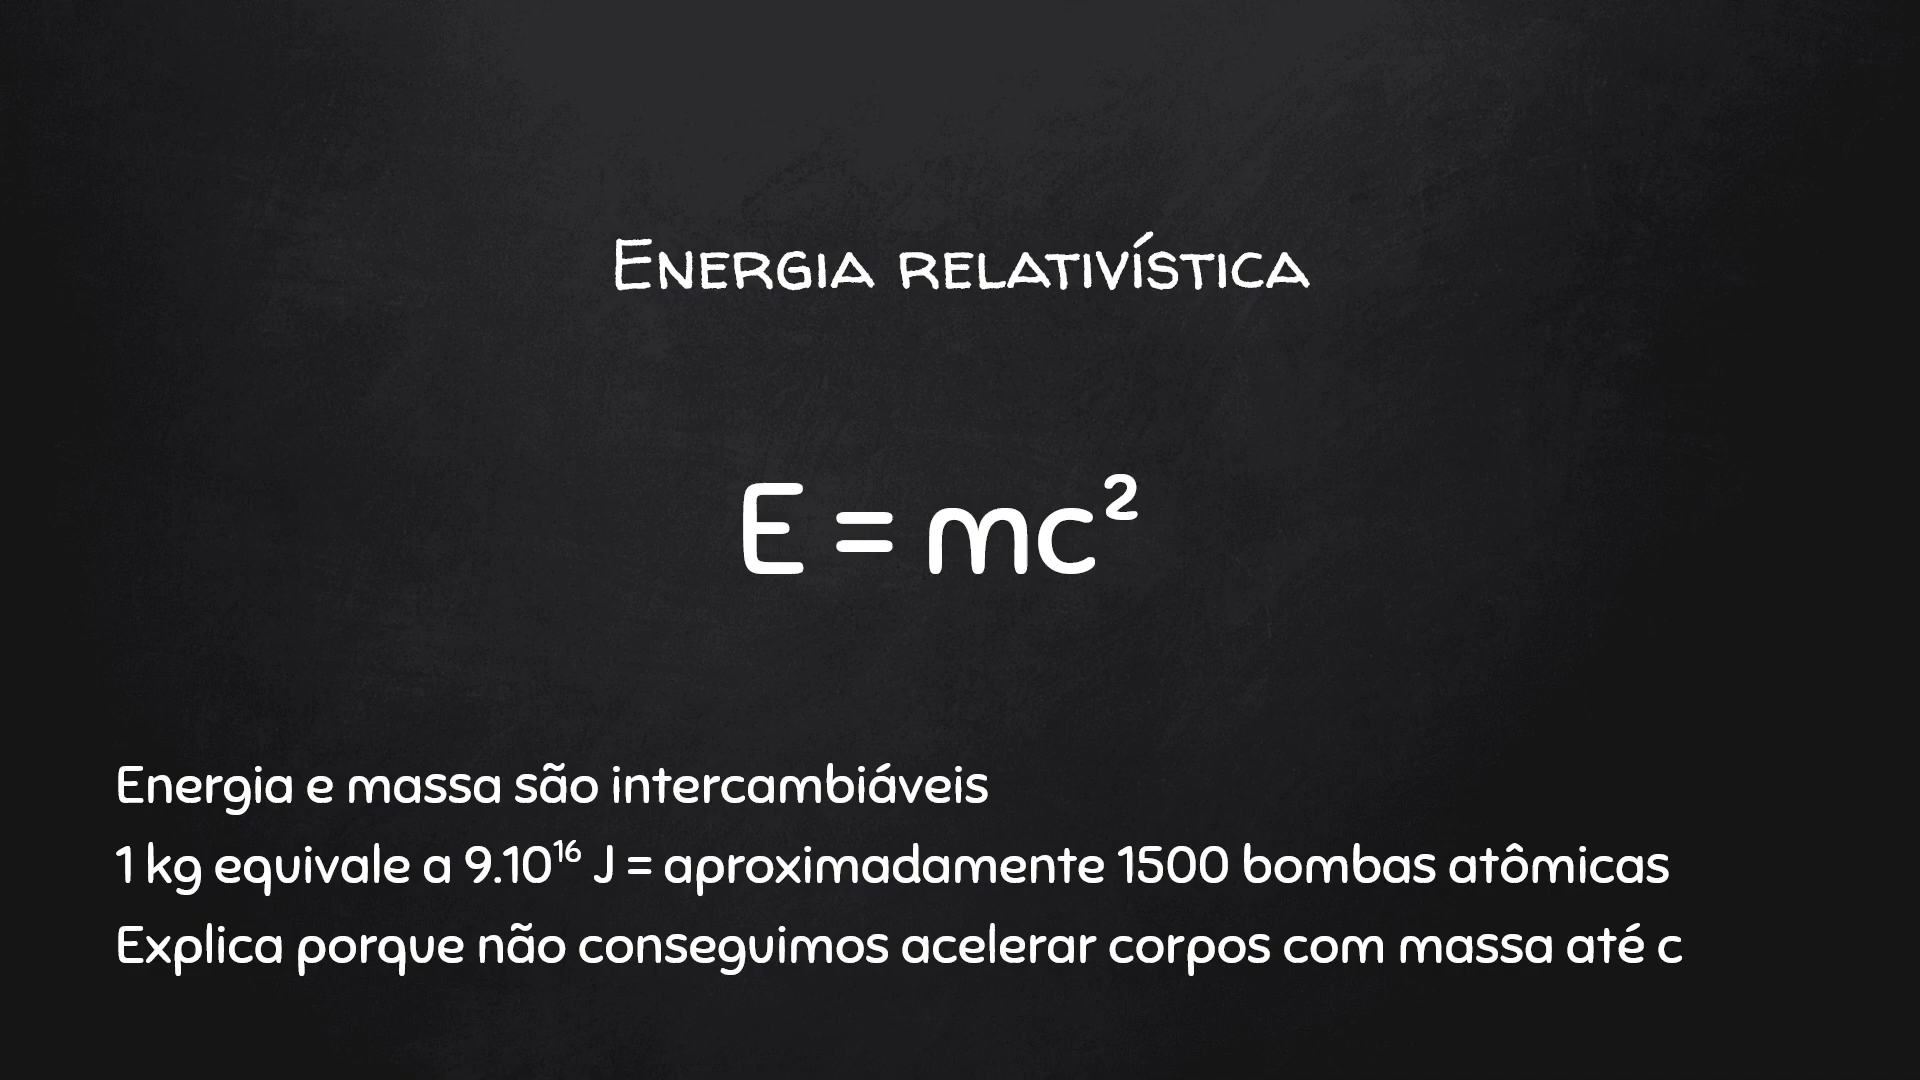 Energia relativística
E = mc²
Energia e massa são intercambiáveis
1 kg equivale a 9.10¹⁶ J = aproximadamente 1500 bombas atômicas
Explica porque não conseguimos acelerar corpos com massa até c